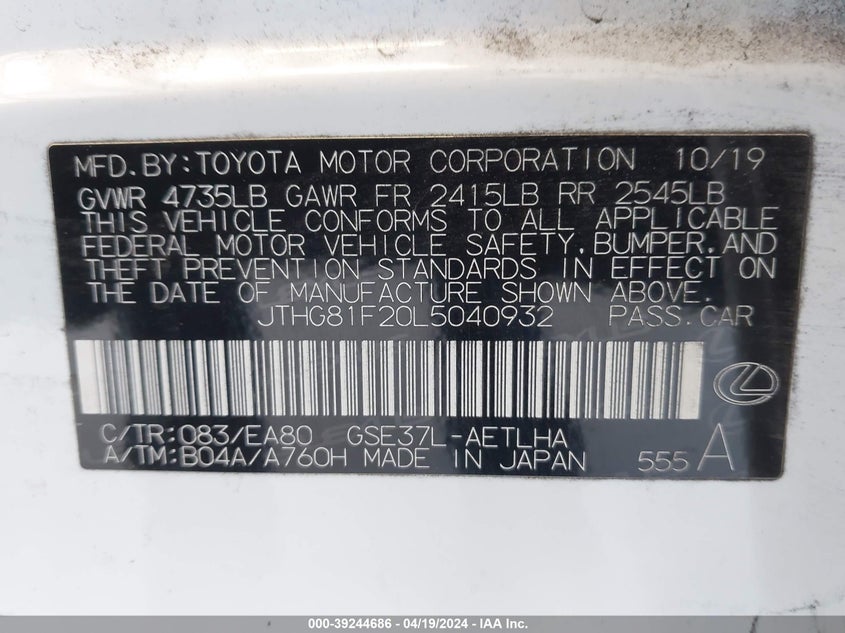 MFD.BY:TOYOTA MOTOR CORPORATION 10/19
GVWR 4735LB GAWR FR 2415LB RR 2545LB
THIS VEHICLE CONFORMS TO ALL APPLICABLE
FEDERAL MOTOR VEHICLE SAFETY,BUMPER,AND
THEFT PREVENTION STANDARDS IN EFFECT ON
THE DATE OF MANUFACTURE SHOWN ABOVE.
JTHG81F20L5040932 PASS.CAR
C/TR:083/EA80 GSE37L-AETLHA
A/TM:B04A/A760H MADE IN JAPAN 555 A
000-39244686 - 04/19/2024 - IAA Inc.